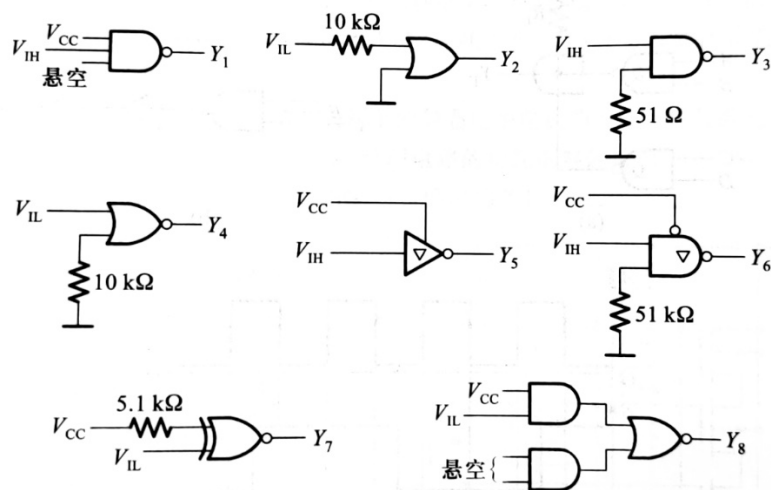 V_CC
V_IH
悬空
Y_1
10 kΩ
V_IL
Y_2
V_IH
51 Ω
Y_3
V_IL
10 kΩ
Y_4
V_CC
V_IH
Y_5
V_CC
V_IH
51 kΩ
Y_6
5.1 kΩ
V_CC
V_IL
Y_7
V_CC
V_IL
悬空
Y_8